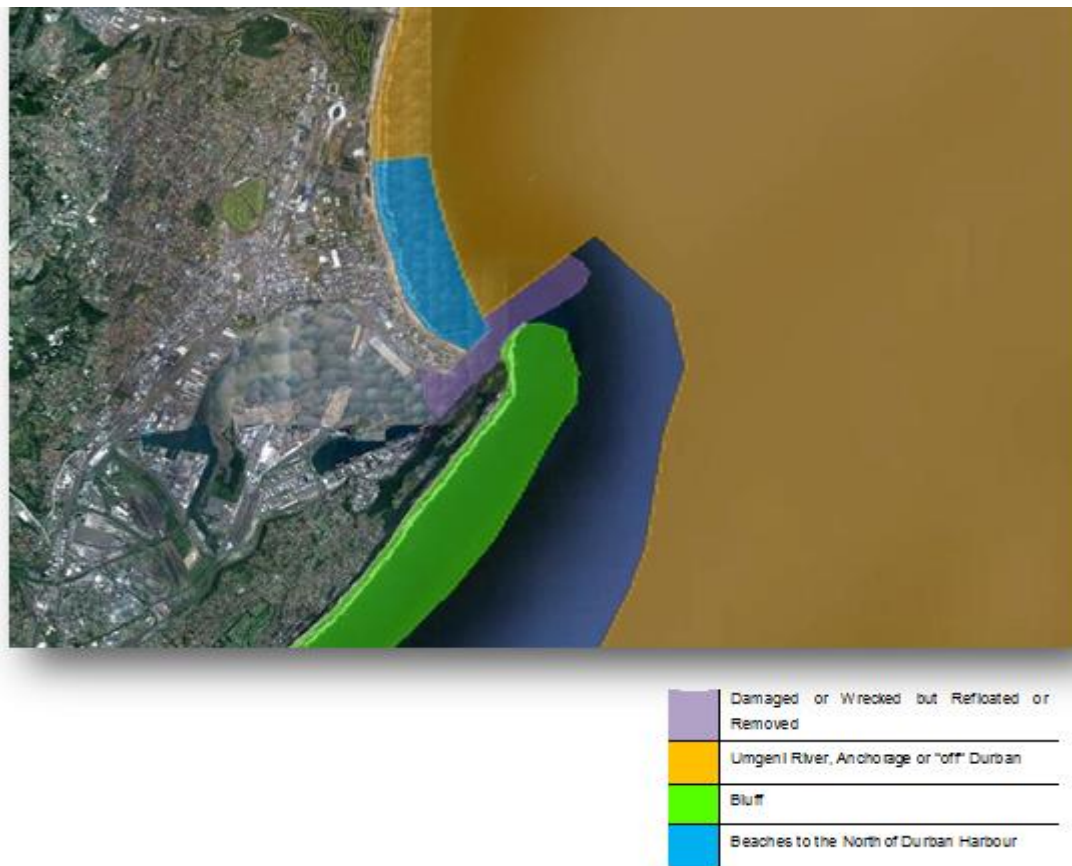 Damaged or Wrecked but Refloated or
Removed
Umgeni River, Anchorage or "off" Durban
Bluff
Beaches to the North of Durban Harbour